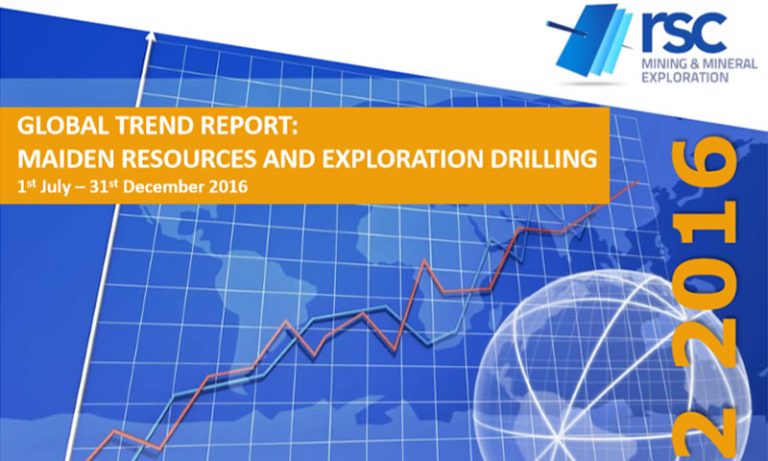 rsc
MINING & MINERAL
EXPLORATION
GLOBAL TREND REPORT:
MAIDEN RESOURCES AND EXPLORATION DRILLING
1st July – 31st December 2016
2 2016